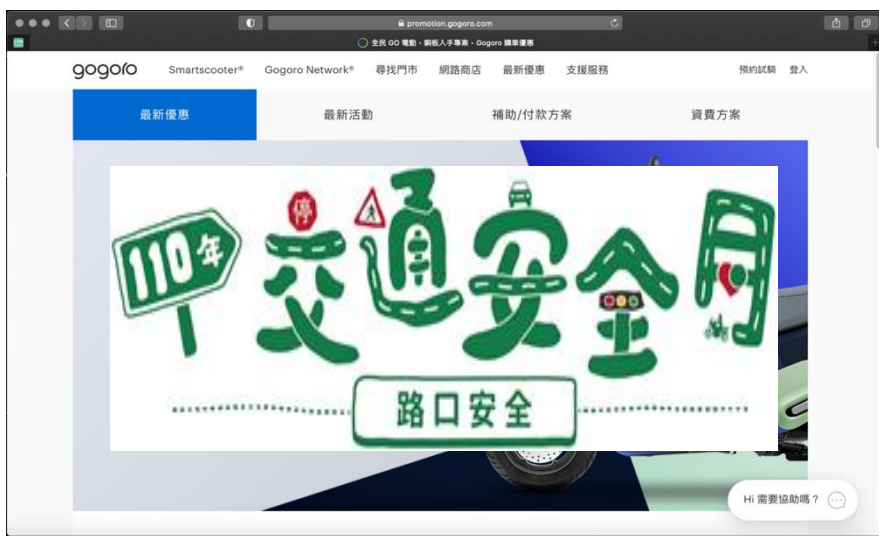 promotion.gogoro.com
全民 GO 電動・銅板入手專案 - Gogoro 購車優惠
gogoro Smartscooter® Gogoro Network® 尋找門市 網路商店 最新優惠 支援服務 預約試騎 登入
最新優惠 最新活動 補助/付款方案 資費方案
停
110年 交通安全月
路口安全
Hi 需要協助嗎？